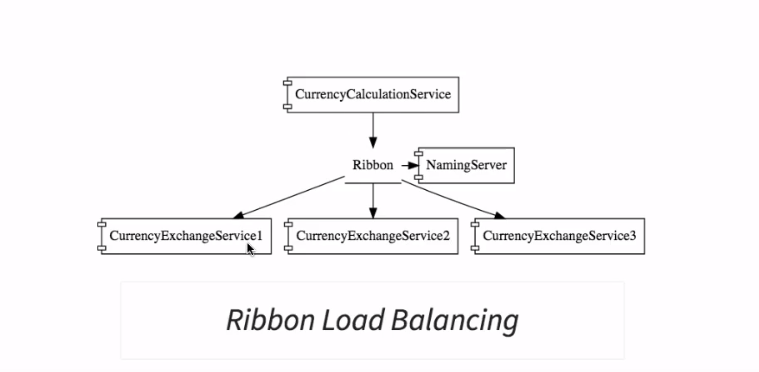 CurrencyCalculationService
Ribbon NamingServer
CurrencyExchangeService1 CurrencyExchangeService2 CurrencyExchangeService3
Ribbon Load Balancing